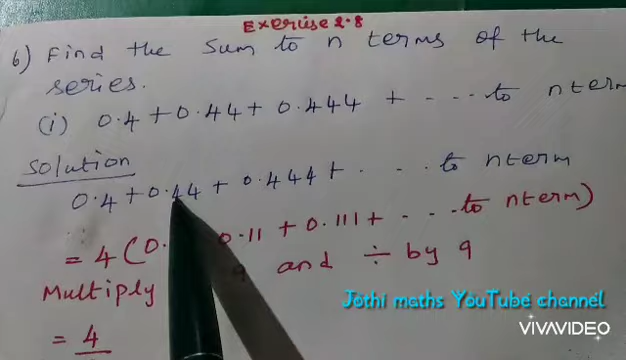 Exercise 2.8
6) Find the Sum to n terms of the
series.
(i) 0.4 + 0.44 + 0.444 + - - - - to n term
Solution
0.4 + 0.44 + 0.444 + . . . . to n term
= 4 (0. 0.11 + 0.111 + - - - to n term)
Multiply 9 and ÷ by 9
= 4
Jothi maths YouTube channel
VIVAVIDEO